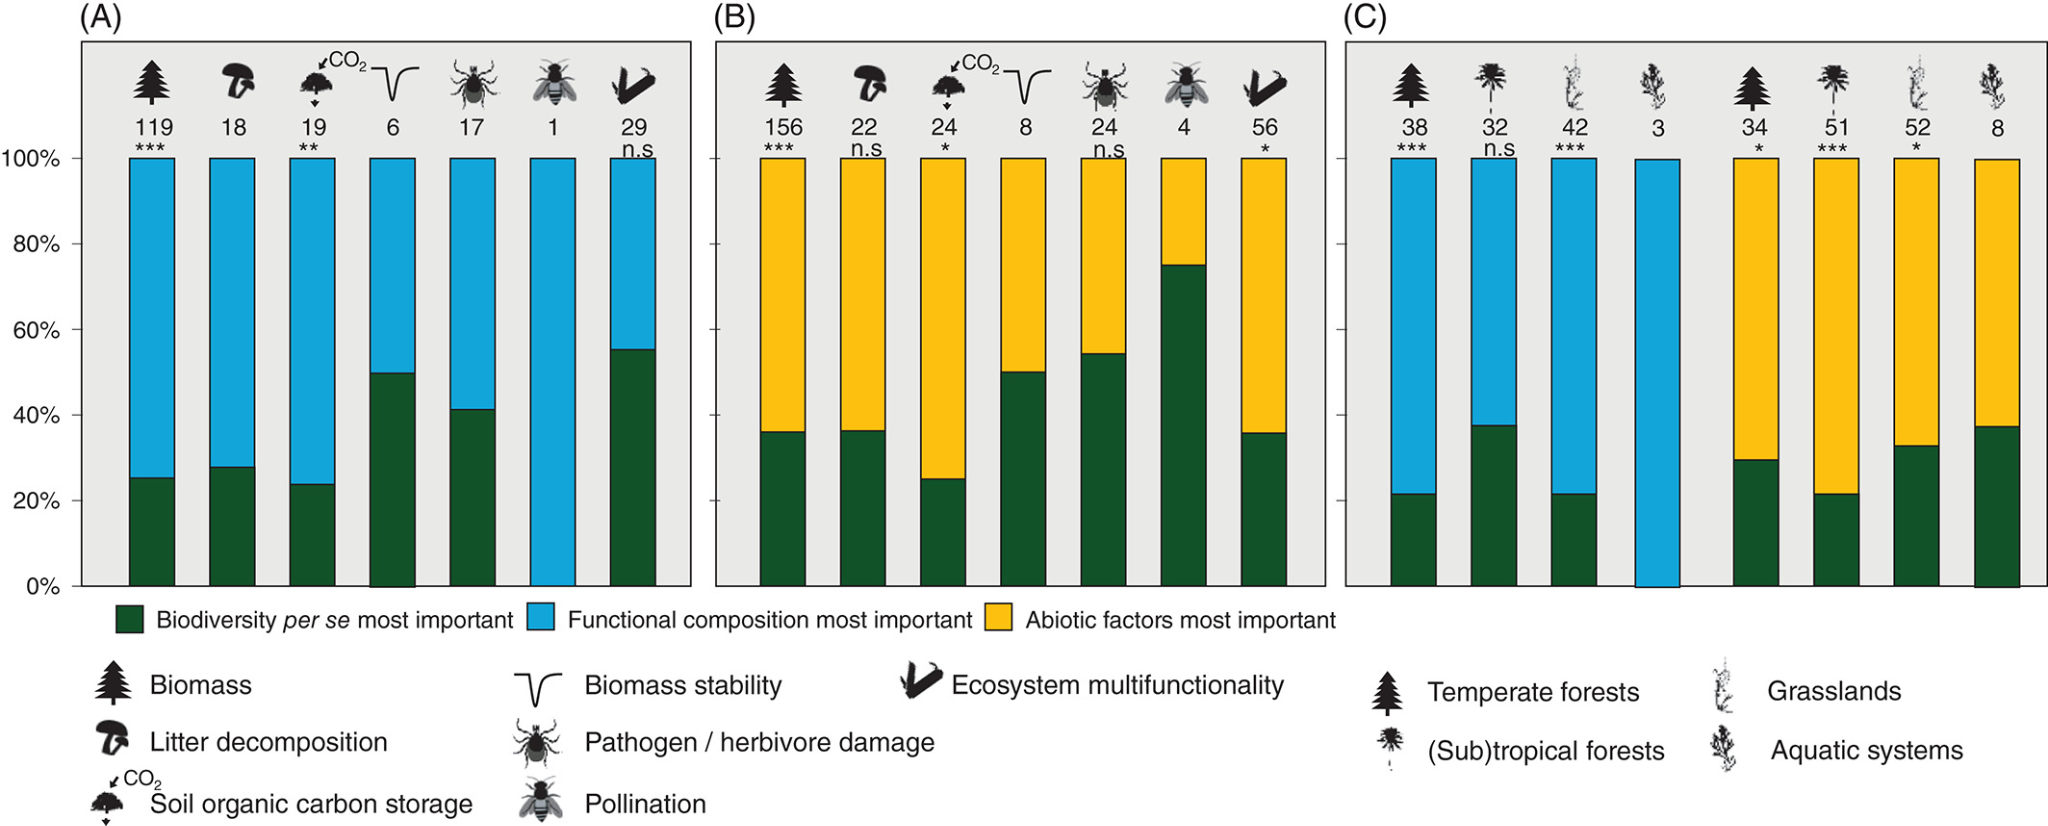 (A) (B) (C)
CO2 CO2
119 18 19 6 17 1 29 156 22 24 8 24 4 56 38 32 42 3 34 51 52 8
*** ** n.s *** n.s * n.s * *** n.s *** * *** *
100%
80%
60%
40%
20%
0%
Biodiversity per se most important Functional composition most important Abiotic factors most important
Biomass Biomass stability Ecosystem multifunctionality Temperate forests Grasslands
Litter decomposition Pathogen / herbivore damage (Sub)tropical forests Aquatic systems
CO2
Soil organic carbon storage Pollination